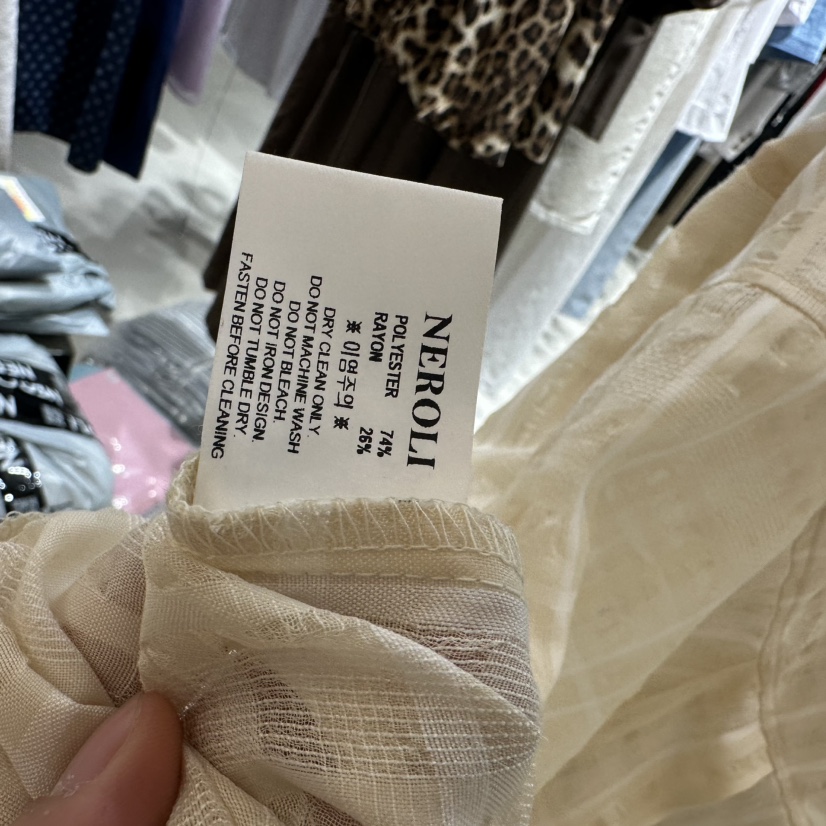 NEROLI
POLYESTER 74%
RAYON 26%
※ 이염주의 ※
DRY CLEAN ONLY.
DO NOT MACHINE WASH
DO NOT BLEACH.
DO NOT IRON DESIGN.
DO NOT TUMBLE DRY.
FASTEN BEFORE CLEANING